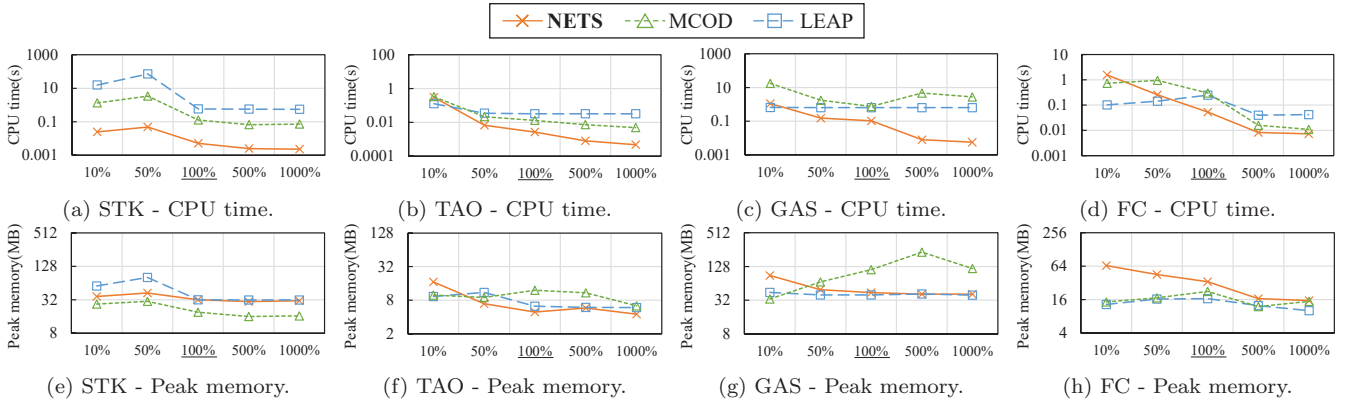 NETS MCOD LEAP
CPU time(s)
1000
10
0.1
0.001
10% 50% 100% 500% 1000%
(a) STK - CPU time.
CPU time(s)
100
1
0.01
0.0001
10% 50% 100% 500% 1000%
(b) TAO - CPU time.
CPU time(s)
1000
10
0.1
0.001
10% 50% 100% 500% 1000%
(c) GAS - CPU time.
CPU time(s)
10
1
0.1
0.01
0.001
10% 50% 100% 500% 1000%
(d) FC - CPU time.
Peak memory(MB)
512
128
32
8
10% 50% 100% 500% 1000%
(e) STK - Peak memory.
Peak memory(MB)
128
32
8
2
10% 50% 100% 500% 1000%
(f) TAO - Peak memory.
Peak memory(MB)
512
128
32
8
10% 50% 100% 500% 1000%
(g) GAS - Peak memory.
Peak memory(MB)
256
64
16
4
10% 50% 100% 500% 1000%
(h) FC - Peak memory.